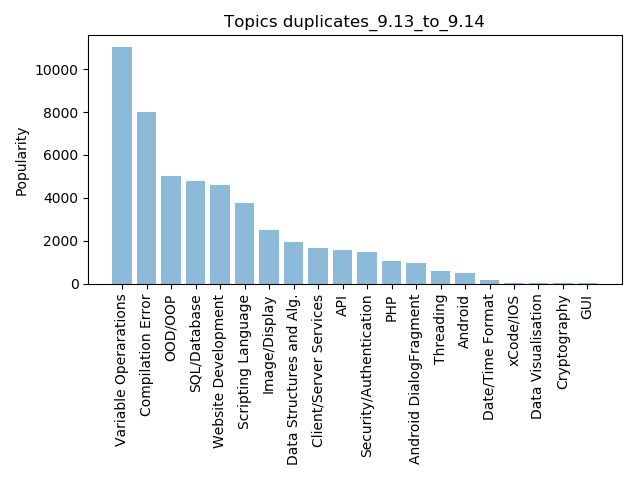 Topics duplicates_9.13_to_9.14
Popularity
10000
8000
6000
4000
2000
0
Variable Operarations
Compilation Error
OOD/OOP
SQL/Database
Website Development
Scripting Language
Image/Display
Data Structures and Alg.
Client/Server Services
API
Security/Authentication
PHP
Android DialogFragment
Threading
Android
Date/Time Format
xCode/IOS
Data Visualisation
Cryptography
GUI